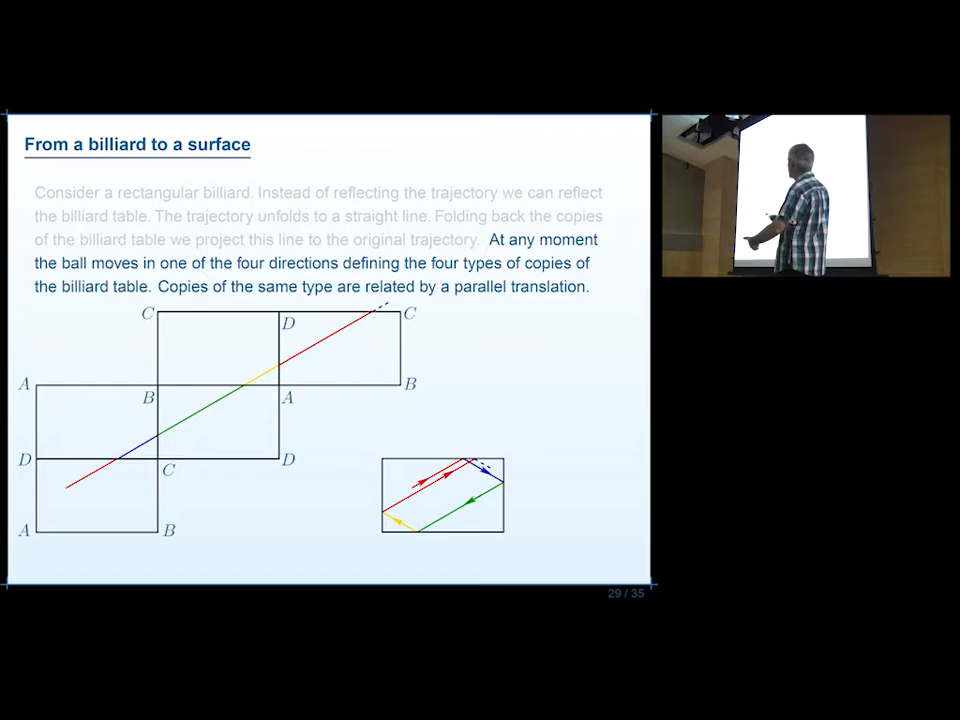 From a billiard to a surface
Consider a rectangular billiard. Instead of reflecting the trajectory we can reflect
the billiard table. The trajectory unfolds to a straight line. Folding back the copies
of the billiard table we project this line to the original trajectory. At any moment
the ball moves in one of the four directions defining the four types of copies of
the billiard table. Copies of the same type are related by a parallel translation.
C D C
A B A B
D C D
A B
29 / 35